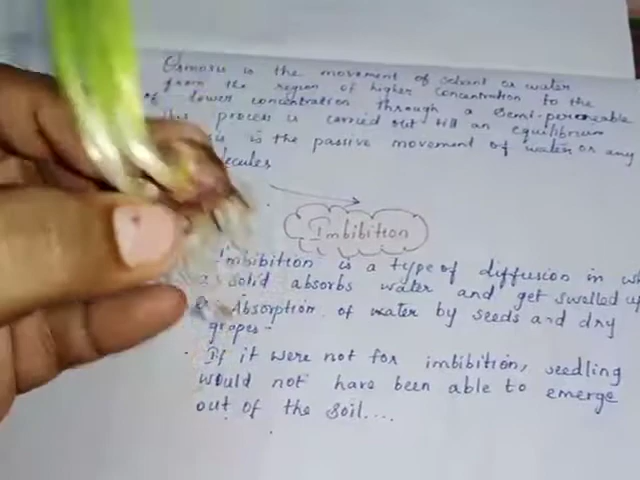 Osmosis is the movement of solvent or water
from the region of higher concentration to the
of lower concentration through a semi-permeable
this process is carried out till an equilibrium
is the passive movement of water or any
Imbibition
Imbibition is a type of diffusion in
solid absorbs water and get swelled up
Absorption of water by seeds and dry
grapes-
If it were not for imbibition, seedling
would not have been able to emerge
out of the soil....